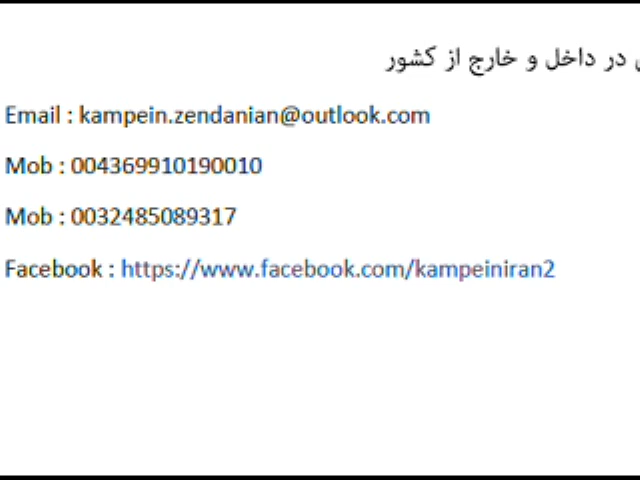 در داخل و خارج از کشور
Email : kampein.zendanian@outlook.com
Mob : 004369910190010
Mob : 0032485089317
Facebook : https://www.facebook.com/kampeiniran2